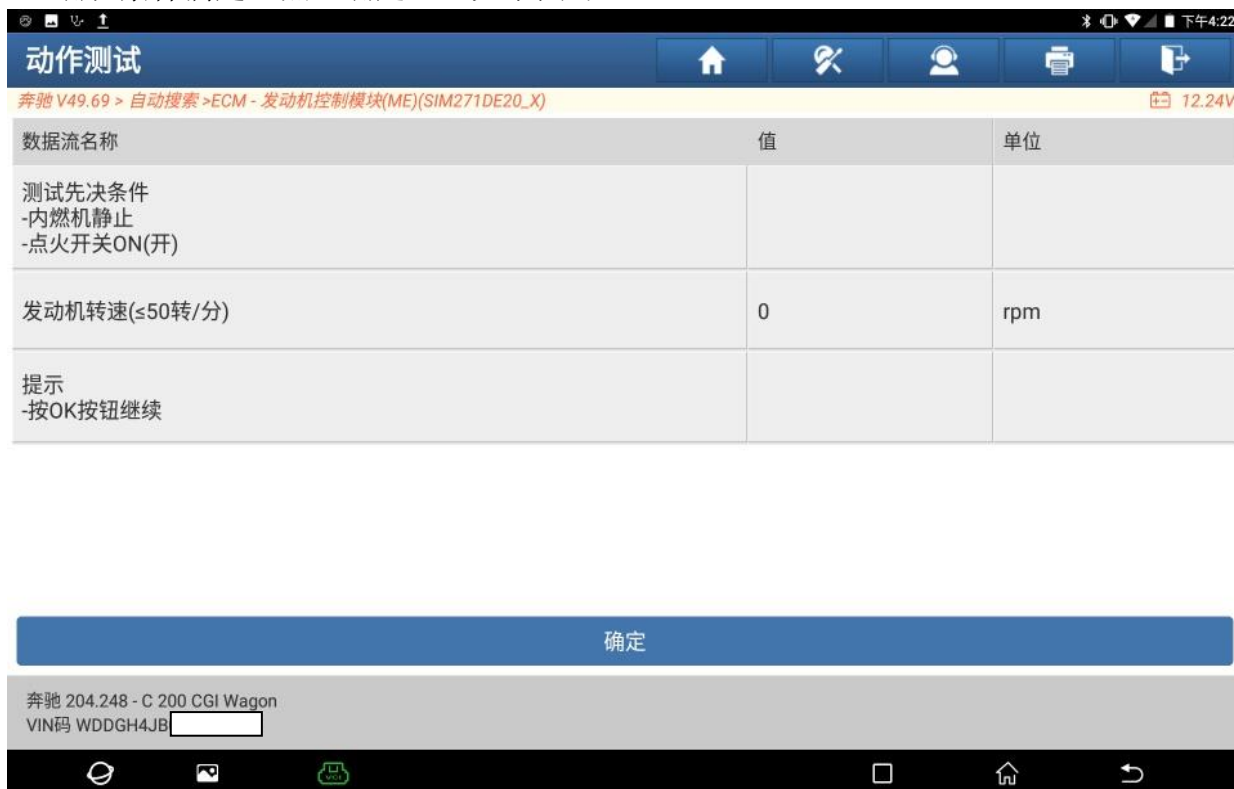 下午4:22
动作测试
奔驰 V49.69 > 自动搜索 >ECM - 发动机控制模块(ME)(SIM271DE20_X)
12.24V
数据流名称 值 单位
测试先决条件
-内燃机静止
-点火开关ON(开)
发动机转速(≤50转/分) 0 rpm
提示
-按OK按钮继续
确定
奔驰 204.248 - C 200 CGI Wagon
VIN码 WDDGH4JB
VCI